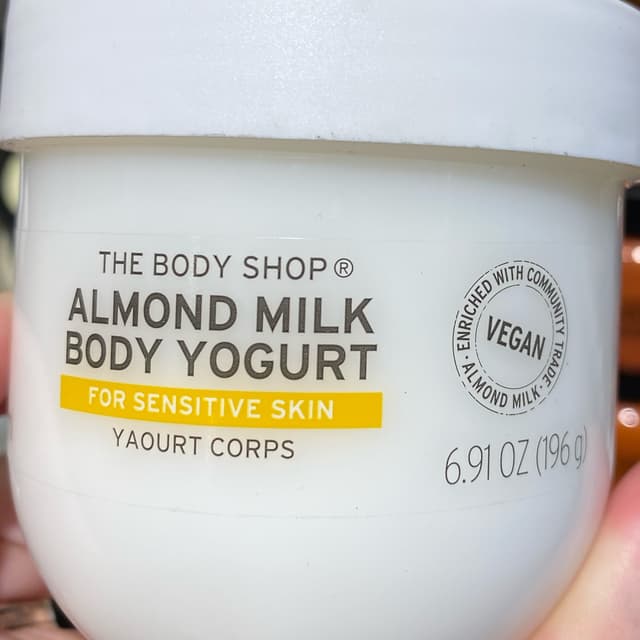 THE BODY SHOP®
ALMOND MILK
BODY YOGURT
FOR SENSITIVE SKIN
YAOURT CORPS
ENRICHED WITH COMMUNITY TRADE
· ALMOND MILK ·
VEGAN
6.91 OZ (196 g)